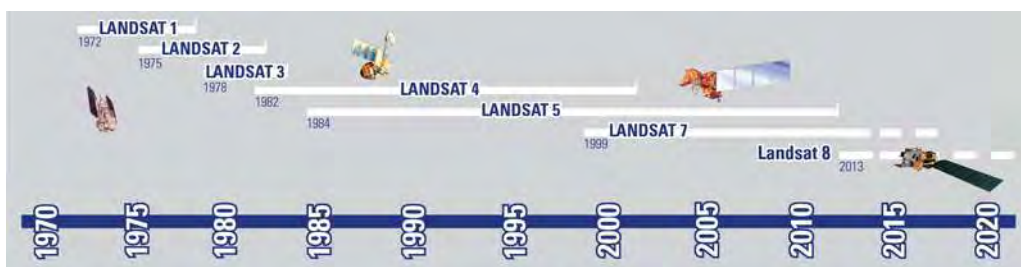 LANDSAT 1
1972
LANDSAT 2
1975
LANDSAT 3
1978
LANDSAT 4
1982
LANDSAT 5
1984
LANDSAT 7
1999
Landsat 8
2013
1970 1975 1980 1985 1990 1995 2000 2005 2010 2015 2020